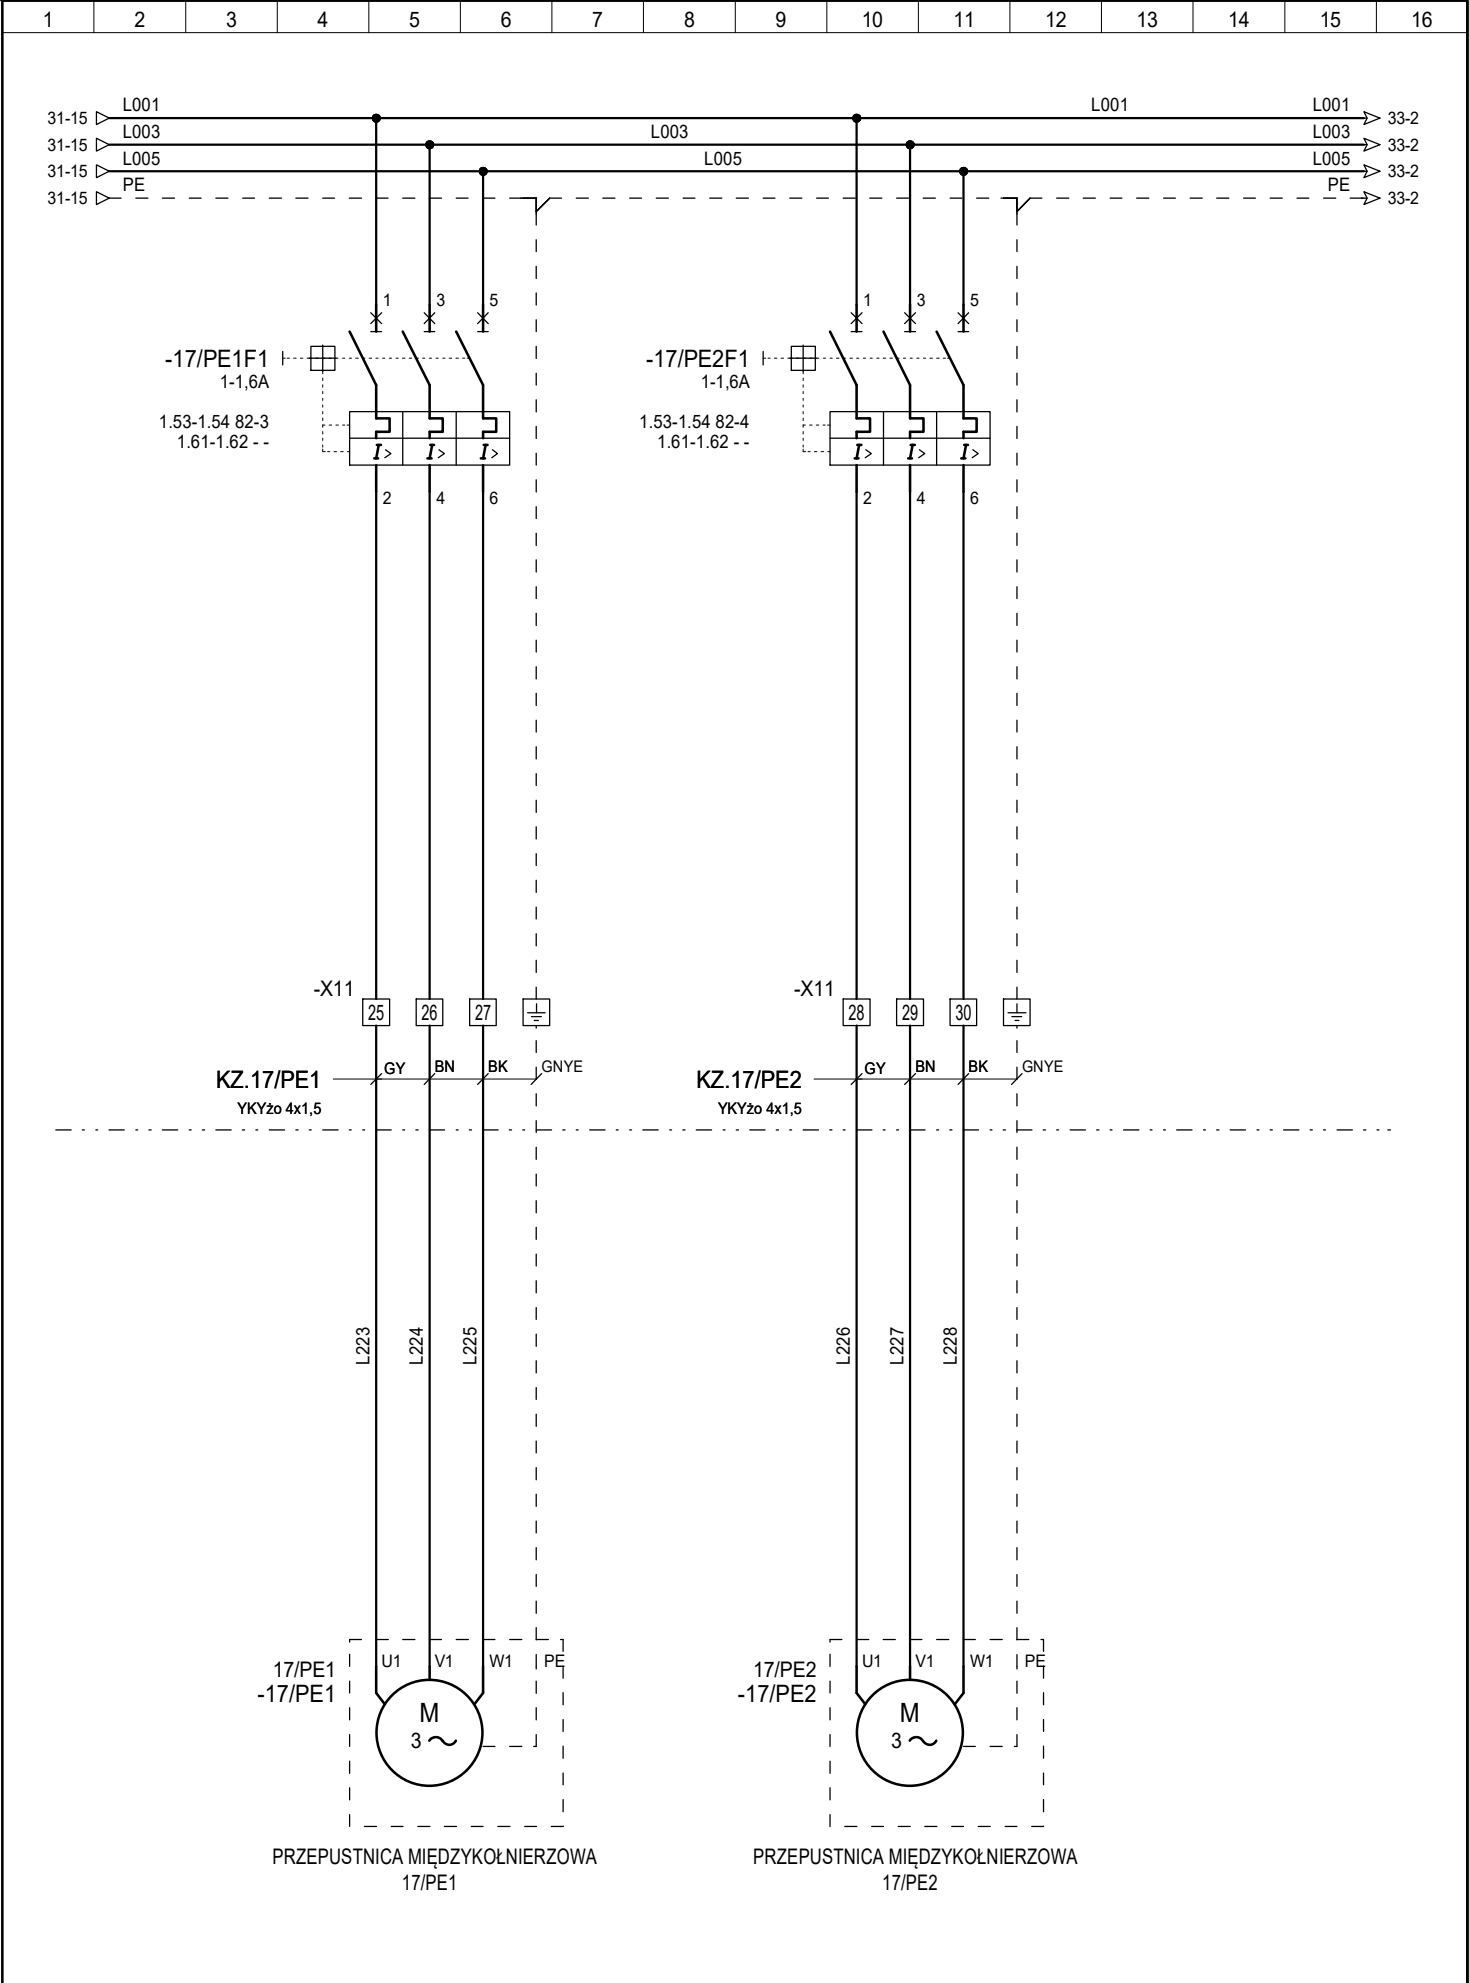 1 2 3 4 5 6 7 8 9 10 11 12 13 14 15 16
L001 L001 L001
31-15 33-2
L003 L003 L003
31-15 33-2
L005 L005 L005
31-15 33-2
PE PE
31-15 33-2
1 3 5 1 3 5
-17/PE1F1 -17/PE2F1
1-1,6A 1-1,6A
1.53-1.54 82-3 1.53-1.54 82-4
1.61-1.62 - - 1.61-1.62 - -
I> I> I> I> I> I>
2 4 6 2 4 6
-X11 -X11
25 26 27 28 29 30
GY BN BK GNYE GY BN BK GNYE
KZ.17/PE1 KZ.17/PE2
YKYżo 4x1,5 YKYżo 4x1,5
L223 L224 L225 L226 L227 L228
U1 V1 W1 PE U1 V1 W1 PE
17/PE1 17/PE2
-17/PE1 -17/PE2
M M
3 3
PRZEPUSTNICA MIĘDZYKOŁNIERZOWA PRZEPUSTNICA MIĘDZYKOŁNIERZOWA
17/PE1 17/PE2